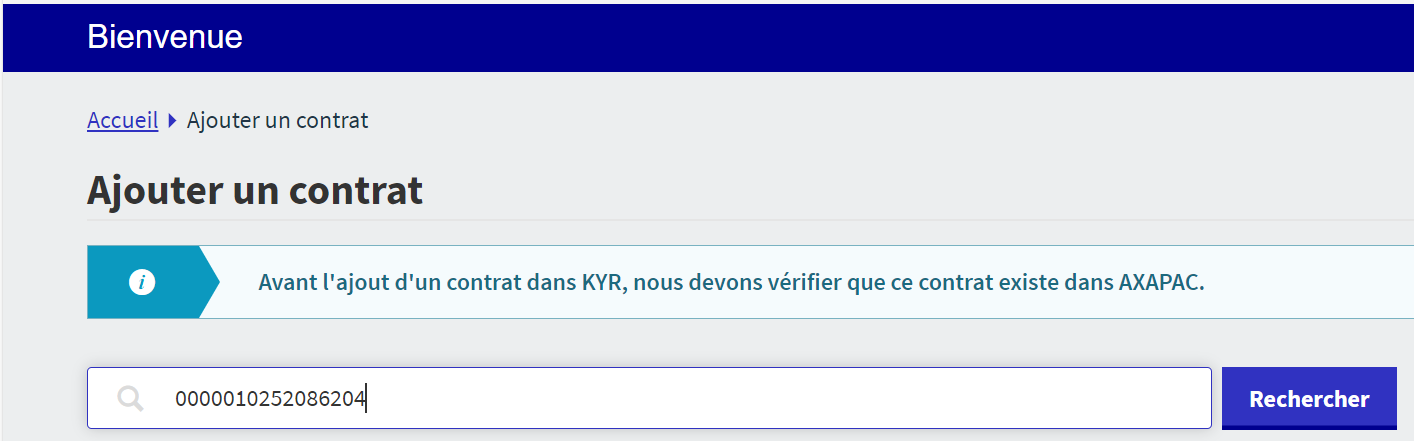 Bienvenue
Accueil Ajouter un contrat
Ajouter un contrat
i Avant l'ajout d'un contrat dans KYR, nous devons vérifier que ce contrat existe dans AXAPAC.
0000010252086204 Rechercher